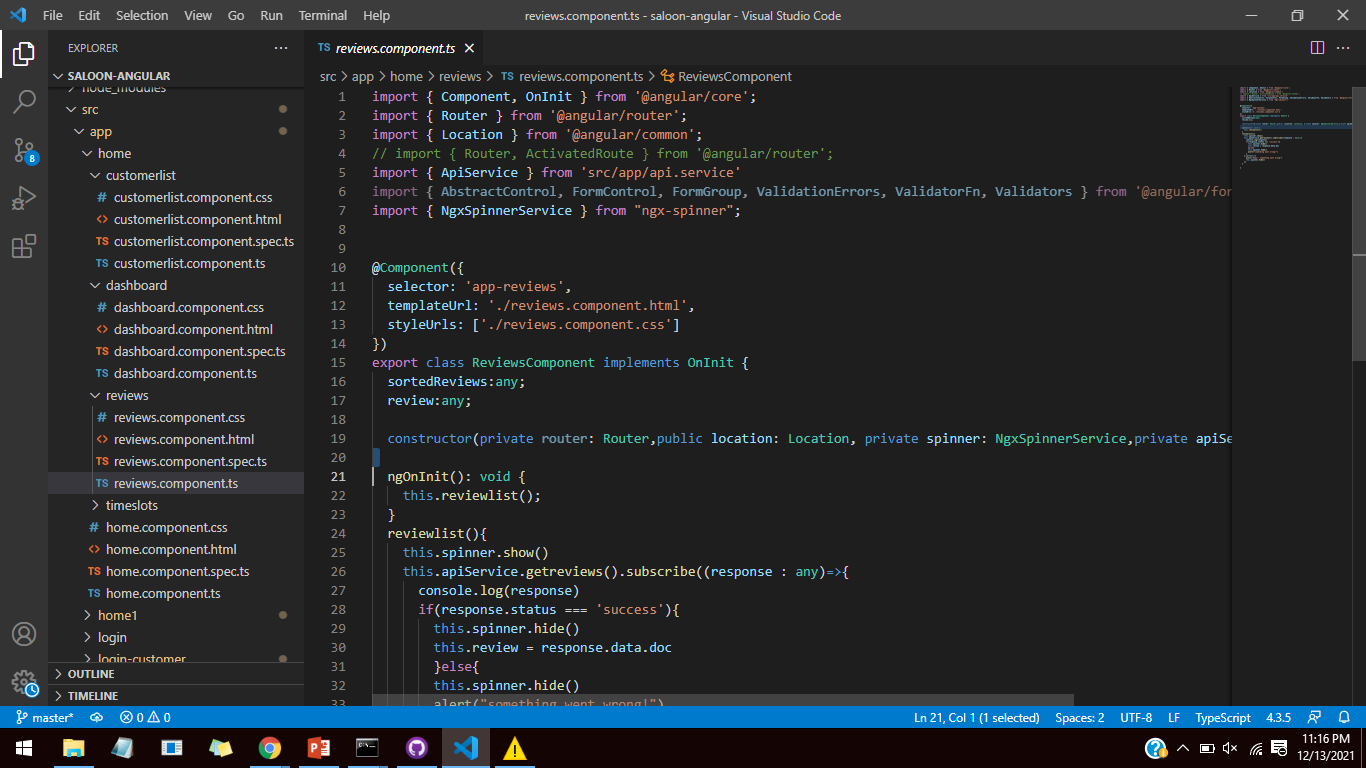 File Edit Selection View Go Run Terminal Help
reviews.component.ts - saloon-angular - Visual Studio Code
EXPLORER
SALOON-ANGULAR
node_modules
src
app
home
customerlist
# customerlist.component.css
<> customerlist.component.html
TS customerlist.component.spec.ts
TS customerlist.component.ts
dashboard
# dashboard.component.css
<> dashboard.component.html
TS dashboard.component.spec.ts
TS dashboard.component.ts
reviews
# reviews.component.css
<> reviews.component.html
TS reviews.component.spec.ts
TS reviews.component.ts
timeslots
# home.component.css
<> home.component.html
TS home.component.spec.ts
TS home.component.ts
home1
login
login-customer
OUTLINE
TIMELINE
8
TS reviews.component.ts
src > app > home > reviews > TS reviews.component.ts > ReviewsComponent
1 import { Component, OnInit } from '@angular/core';
2 import { Router } from '@angular/router';
3 import { Location } from '@angular/common';
4 // import { Router, ActivatedRoute } from '@angular/router';
5 import { ApiService } from 'src/app/api.service'
6 import { AbstractControl, FormControl, FormGroup, ValidationErrors, ValidatorFn, Validators } from '@angular/for
7 import { NgxSpinnerService } from "ngx-spinner";
8
9
10 @Component({
11 selector: 'app-reviews',
12 templateUrl: './reviews.component.html',
13 styleUrls: ['./reviews.component.css']
14 })
15 export class ReviewsComponent implements OnInit {
16 sortedReviews:any;
17 review:any;
18
19 constructor(private router: Router,public location: Location, private spinner: NgxSpinnerService,private apiSe
20
21 ngOnInit(): void {
22 this.reviewlist();
23 }
24 reviewlist(){
25 this.spinner.show()
26 this.apiService.getreviews().subscribe((response : any)=>{
27 console.log(response)
28 if(response.status === 'success'){
29 this.spinner.hide()
30 this.review = response.data.doc
31 }else{
32 this.spinner.hide()
33 alert("something went wrong!")
master* 0 0
Ln 21, Col 1 (1 selected) Spaces: 2 UTF-8 LF TypeScript 4.3.5
11:16 PM
12/13/2021